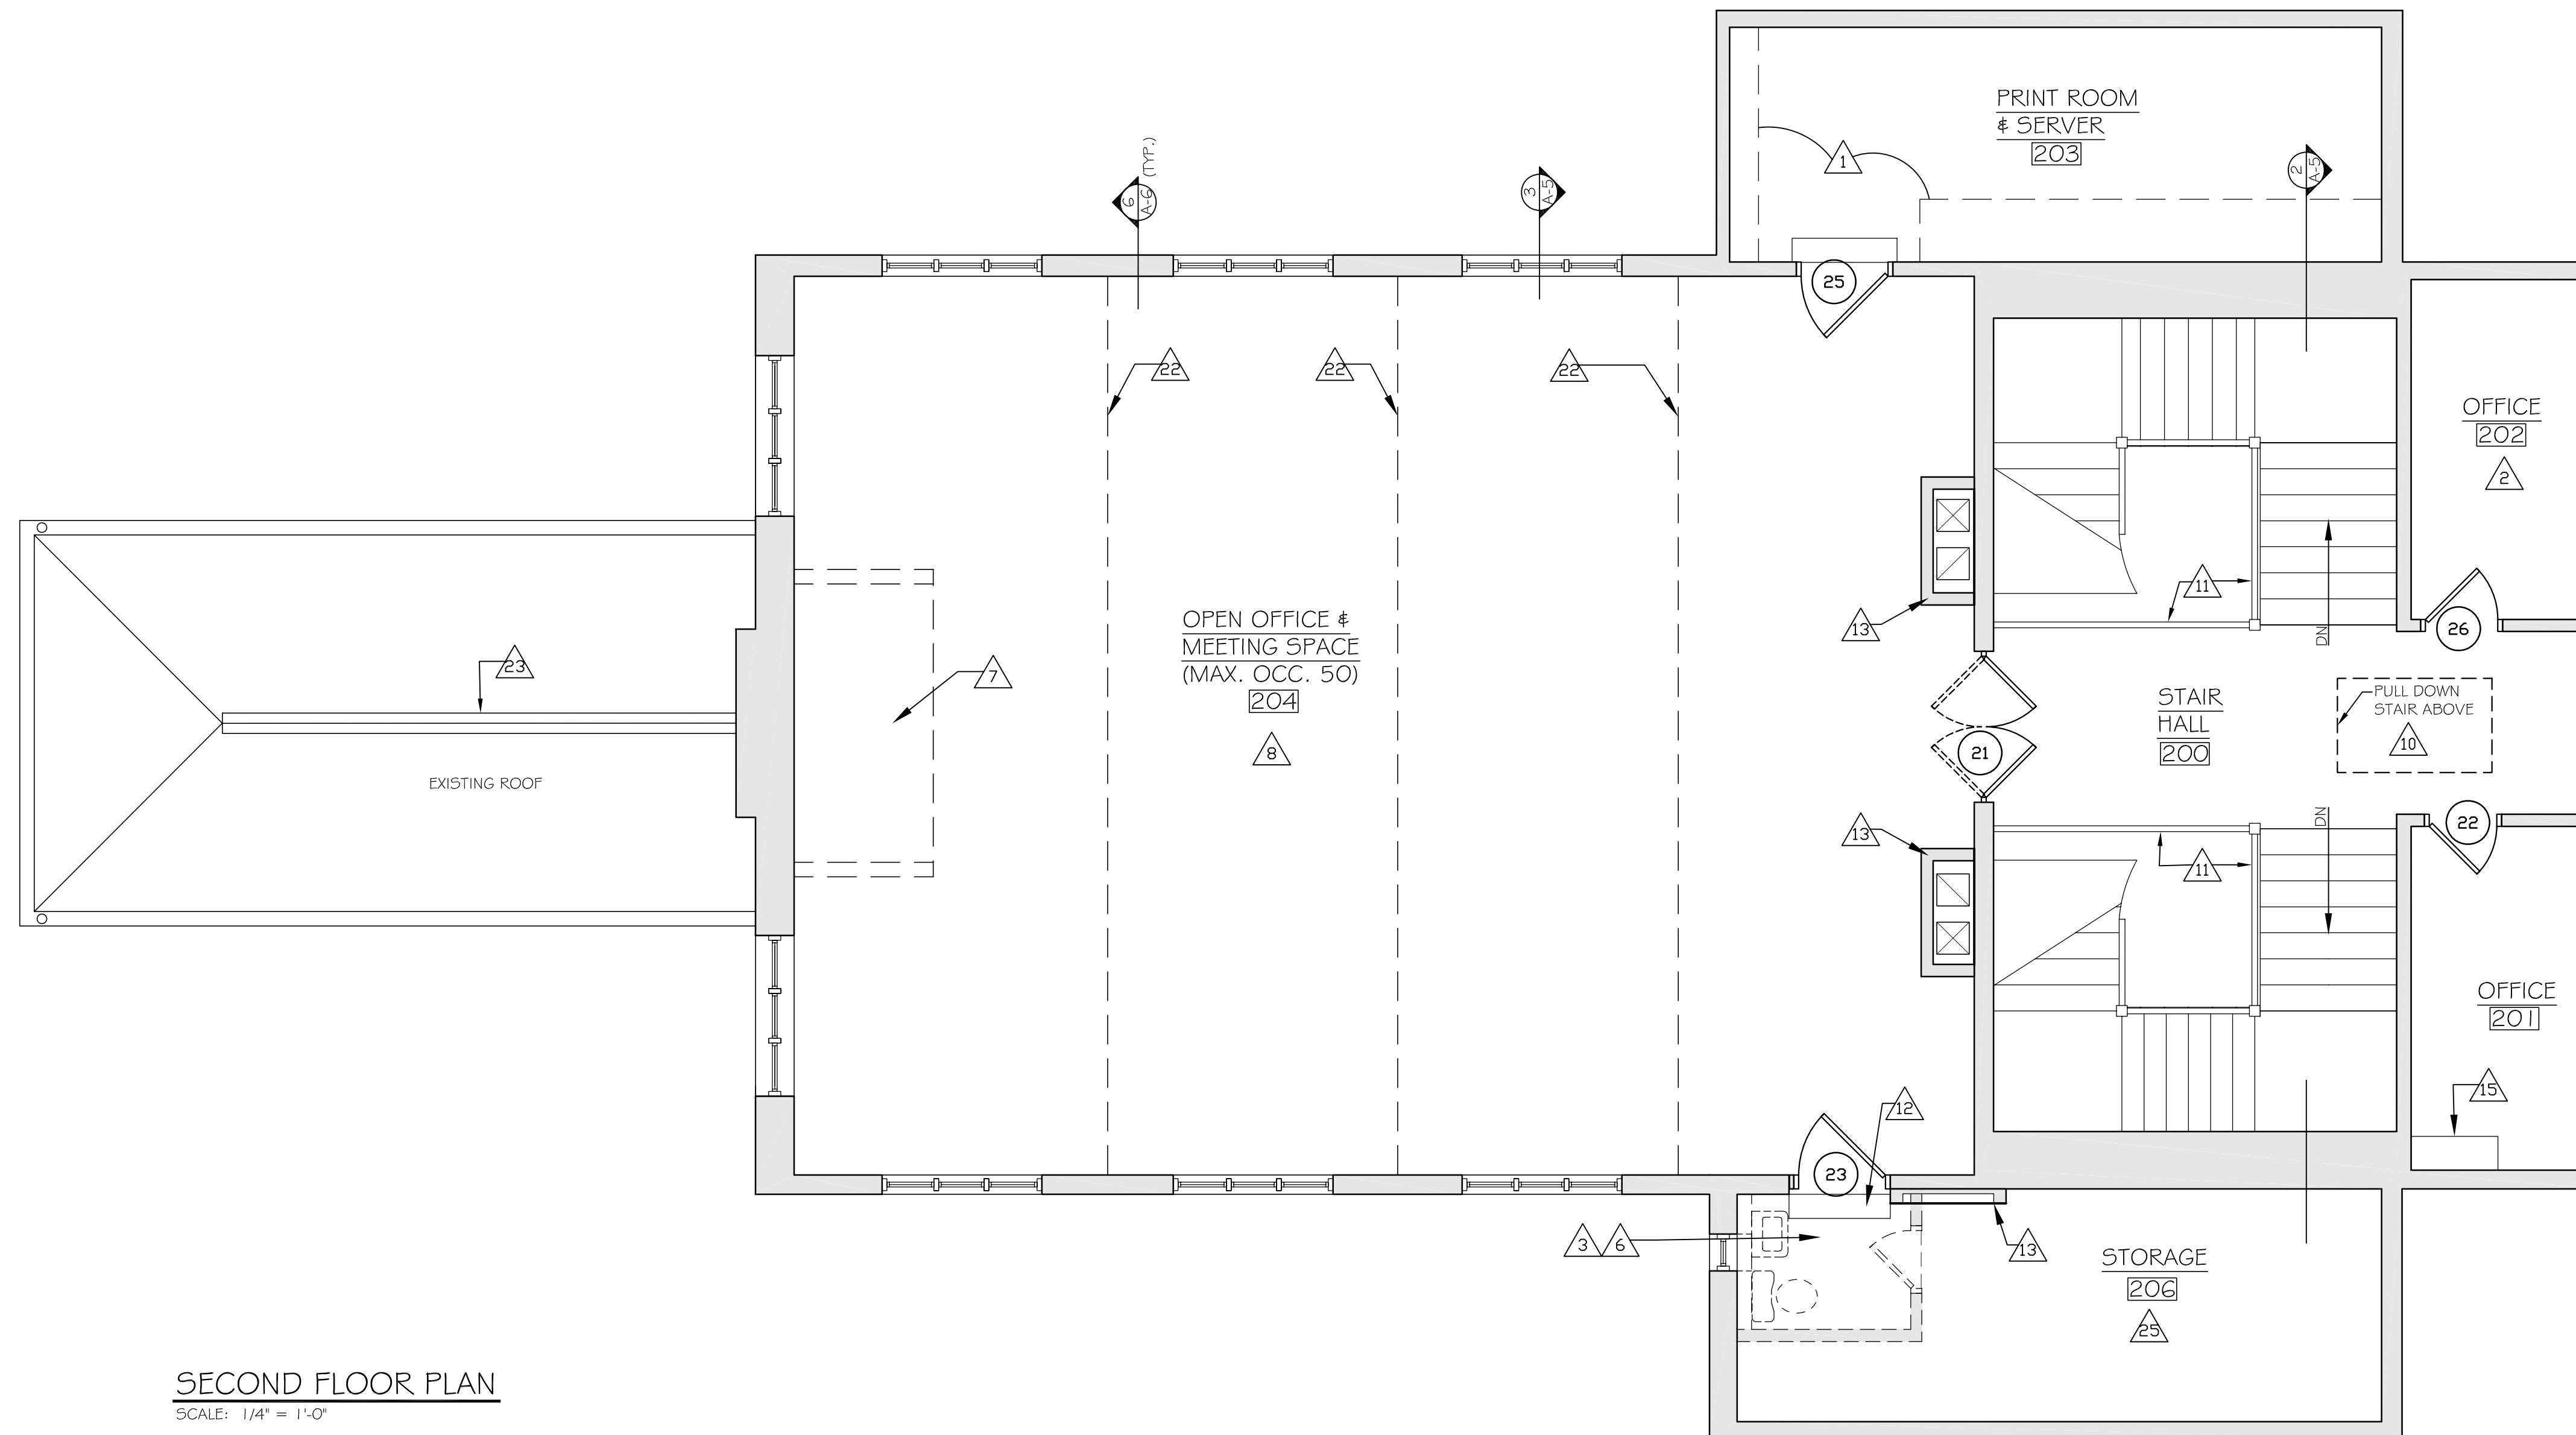 PRINT ROOM
& SERVER
203
1
6
A-6
(TYP.)
3
A-5
2
A-5
25
22
22
22
OFFICE
202
2
26
13
11
DN
OPEN OFFICE &
MEETING SPACE
(MAX. OCC. 50)
204
8
7
23
EXISTING ROOF
21
STAIR
HALL
200
PULL DOWN
STAIR ABOVE
10
13
11
DN
22
OFFICE
201
15
12
23
3
6
13
STORAGE
206
25
SECOND FLOOR PLAN
SCALE: 1/4" = 1'-0"